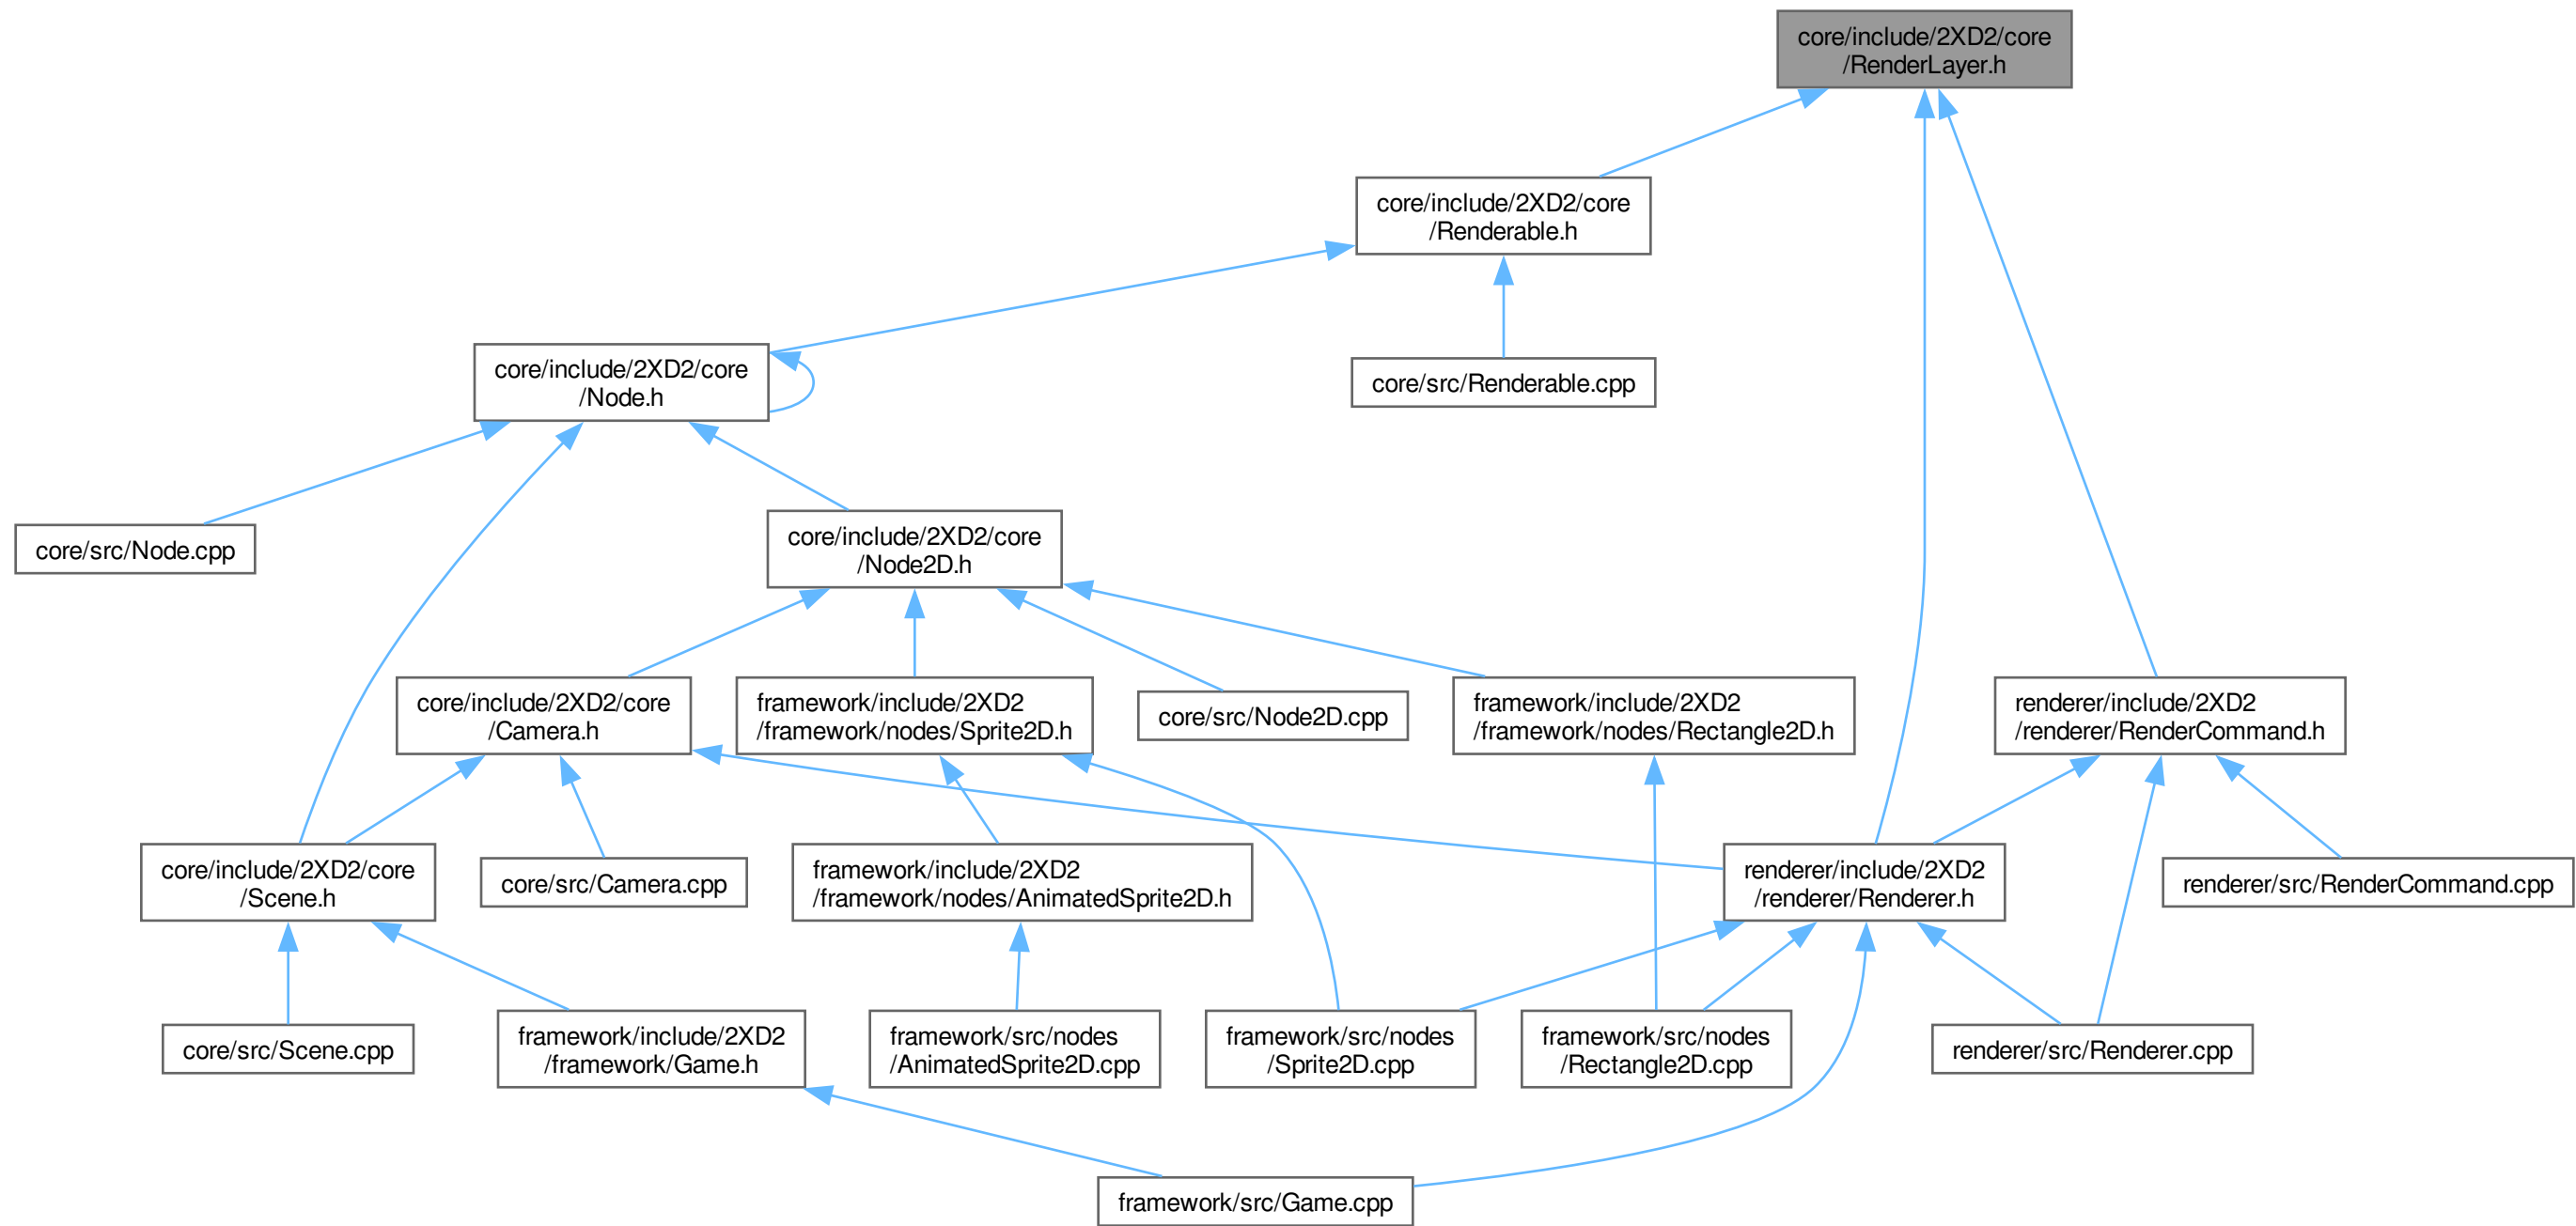 core/include/2XD2/core
/RenderLayer.h
core/include/2XD2/core
/Renderable.h
core/include/2XD2/core
/Node.h
core/src/Renderable.cpp
core/src/Node.cpp
core/include/2XD2/core
/Node2D.h
core/include/2XD2/core
/Camera.h
framework/include/2XD2
/framework/nodes/Sprite2D.h
core/src/Node2D.cpp
framework/include/2XD2
/framework/nodes/Rectangle2D.h
renderer/include/2XD2
/renderer/RenderCommand.h
core/include/2XD2/core
/Scene.h
core/src/Camera.cpp
framework/include/2XD2
/framework/nodes/AnimatedSprite2D.h
renderer/include/2XD2
/renderer/Renderer.h
renderer/src/RenderCommand.cpp
core/src/Scene.cpp
framework/include/2XD2
/framework/Game.h
framework/src/nodes
/AnimatedSprite2D.cpp
framework/src/nodes
/Sprite2D.cpp
framework/src/nodes
/Rectangle2D.cpp
renderer/src/Renderer.cpp
framework/src/Game.cpp